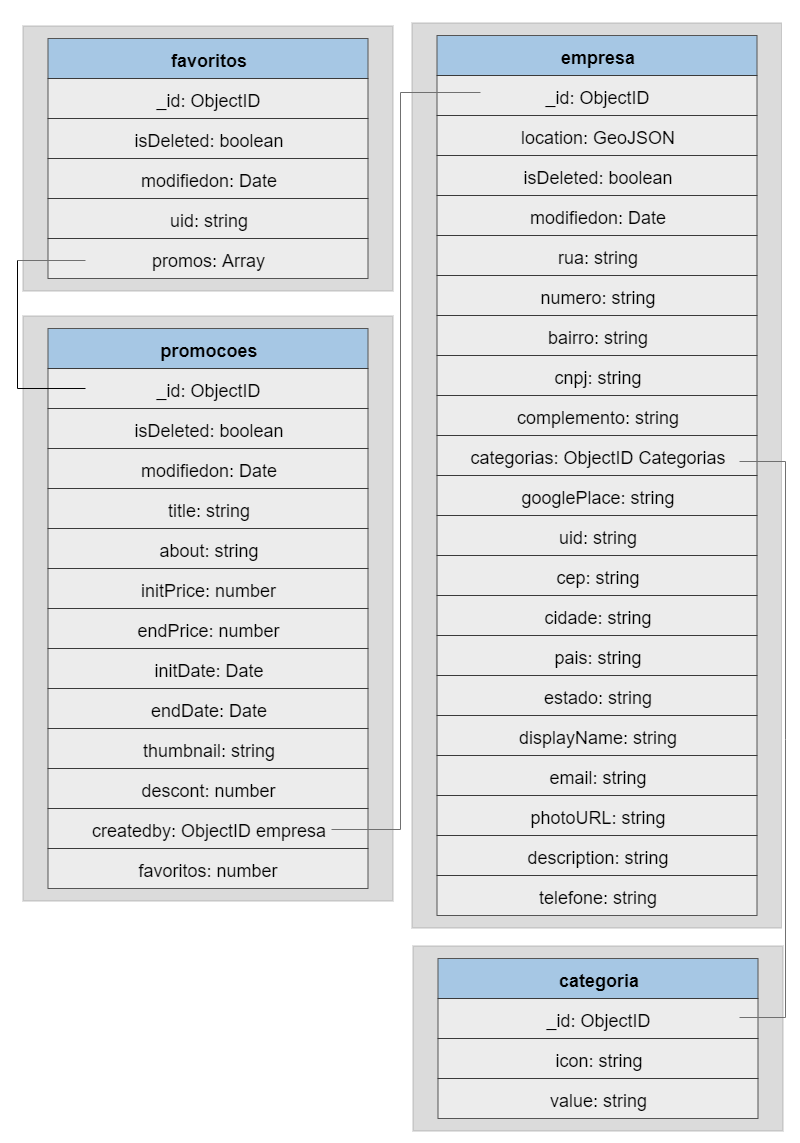 favoritos
_id: ObjectID
isDeleted: boolean
modifiedon: Date
uid: string
promos: Array
promocoes
_id: ObjectID
isDeleted: boolean
modifiedon: Date
title: string
about: string
initPrice: number
endPrice: number
initDate: Date
endDate: Date
thumbnail: string
descont: number
createdby: ObjectID empresa
favoritos: number
empresa
_id: ObjectID
location: GeoJSON
isDeleted: boolean
modifiedon: Date
rua: string
numero: string
bairro: string
cnpj: string
complemento: string
categorias: ObjectID Categorias
googlePlace: string
uid: string
cep: string
cidade: string
pais: string
estado: string
displayName: string
email: string
photoURL: string
description: string
telefone: string
categoria
_id: ObjectID
icon: string
value: string